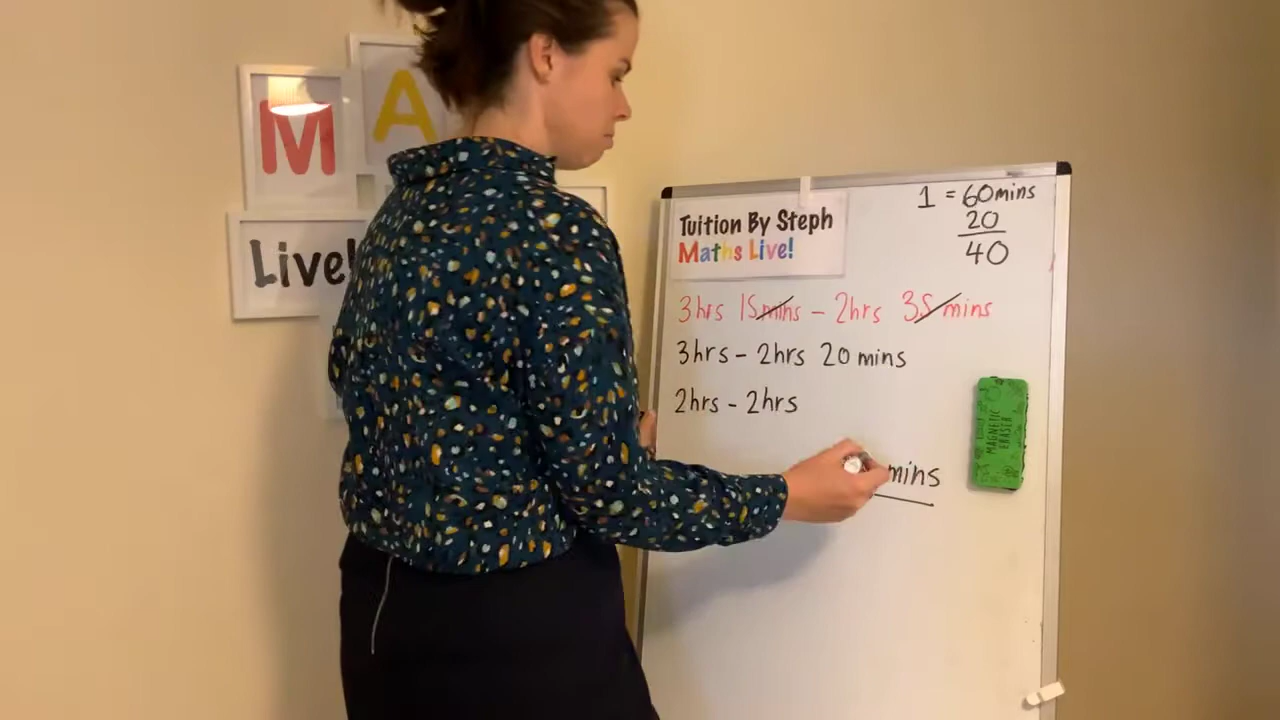 M
A
Live!
Tuition By Steph
Maths Live!
1 = 60mins
20
40
3hrs 15mins - 2hrs 35mins
3hrs - 2hrs 20 mins
2hrs - 2hrs
mins
MAGNETIC
ERASER